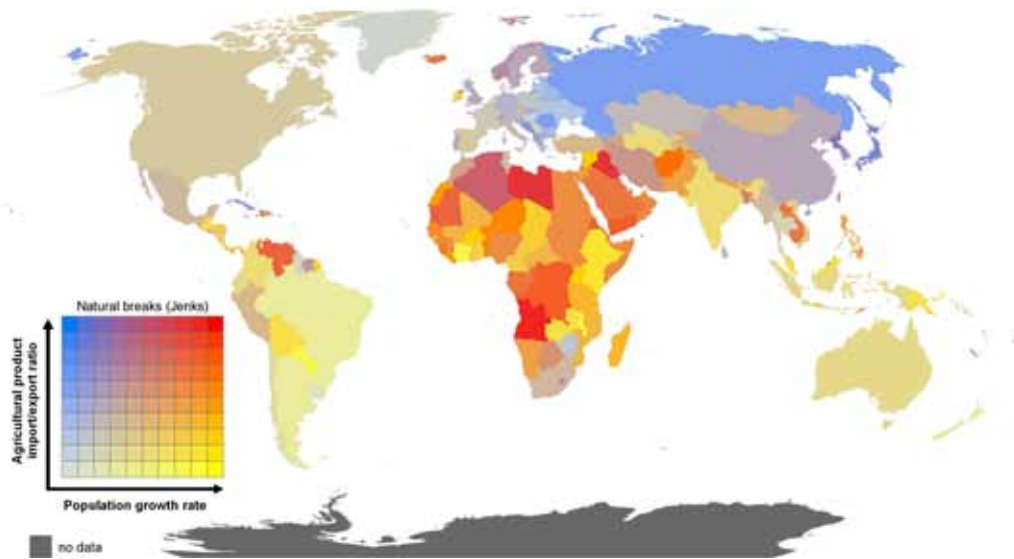 Natural breaks (Jenks)
Agricultural product
import/export ratio
Population growth rate
no data